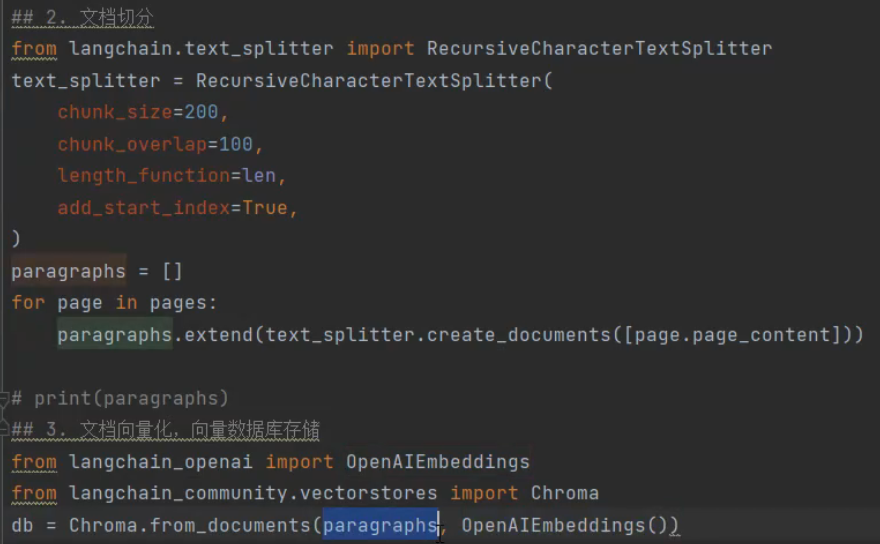 ## 2. 文档切分
from langchain.text_splitter import RecursiveCharacterTextSplitter
text_splitter = RecursiveCharacterTextSplitter(
    chunk_size=200,
    chunk_overlap=100,
    length_function=len,
    add_start_index=True,
)
paragraphs = []
for page in pages:
    paragraphs.extend(text_splitter.create_documents([page.page_content]))
# print(paragraphs)
## 3. 文档向量化，向量数据库存储
from langchain_openai import OpenAIEmbeddings
from langchain_community.vectorstores import Chroma
db = Chroma.from_documents(paragraphs, OpenAIEmbeddings())